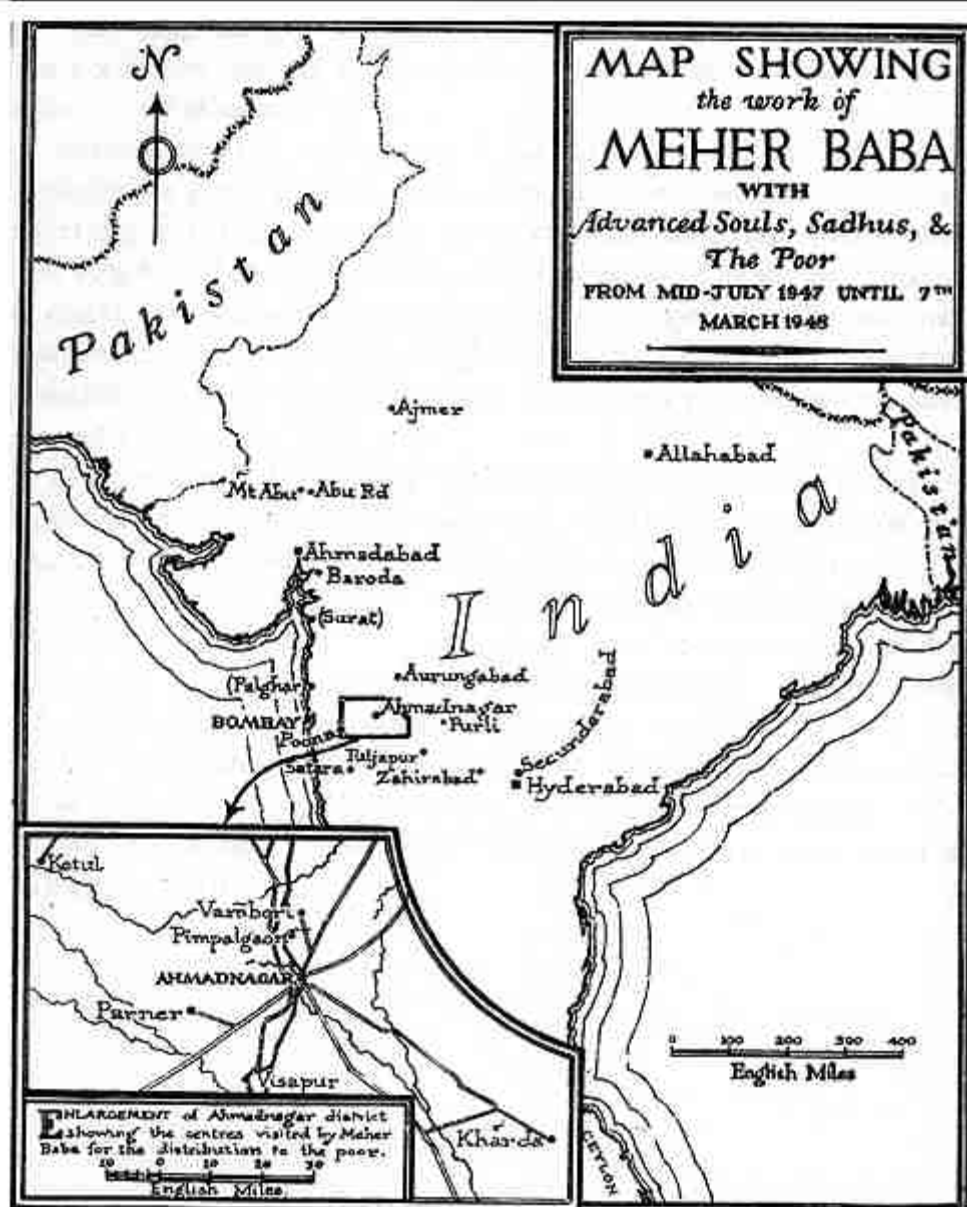 MAP SHOWING
the work of
MEHER BABA
WITH
Advanced Souls, Sadhus, &
The Poor
FROM MID-JULY 1947 UNTIL 7TH
MARCH 1948
N
Pakistan
Ajmer
Allahabad
Pakistan
Mt Abu
Abu Rd
India
Ahmadabad
Baroda
(Surat)
Aurungabad
(Palghar
Ahmadnagar
BOMBAY
Purli
Poona
Secunderabad
Tuljapur
Satara
Zahirabad
Hyderabad
Ketul
Vambori
Pimpalgaon
AHMADNAGAR
Parner
Visapur
Kharda
0 100 200 300 400
English Miles
CEYLON
ENLARGEMENT of Ahmadnagar district
showing the centres visited by Meher
Baba for the distribution to the poor.
10 0 10 20 30
English Miles.